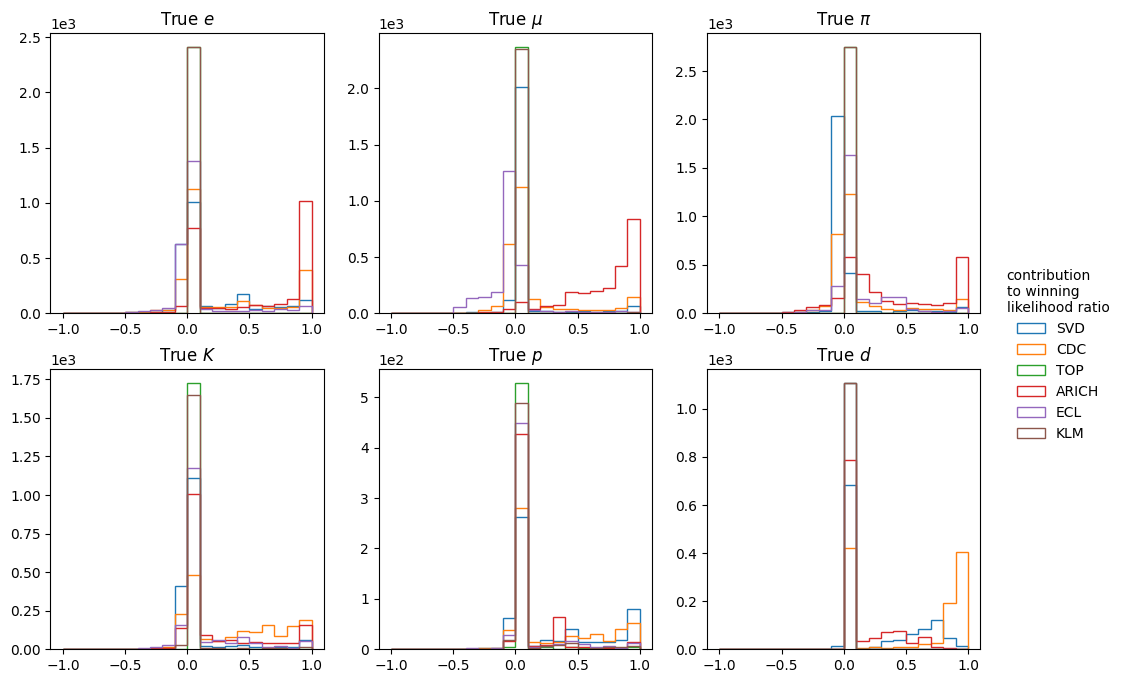 True e
1e3
2.5
2.0
1.5
1.0
0.5
0.0
−1.0 −0.5 0.0 0.5 1.0
True μ
1e3
2.0
1.5
1.0
0.5
0.0
−1.0 −0.5 0.0 0.5 1.0
True π
1e3
2.5
2.0
1.5
1.0
0.5
0.0
−1.0 −0.5 0.0 0.5 1.0
True K
1e3
1.75
1.50
1.25
1.00
0.75
0.50
0.25
0.00
−1.0 −0.5 0.0 0.5 1.0
True p
1e2
5
4
3
2
1
0
−1.0 −0.5 0.0 0.5 1.0
True d
1e3
1.0
0.8
0.6
0.4
0.2
0.0
−1.0 −0.5 0.0 0.5 1.0
contribution
to winning
likelihood ratio
SVD
CDC
TOP
ARICH
ECL
KLM